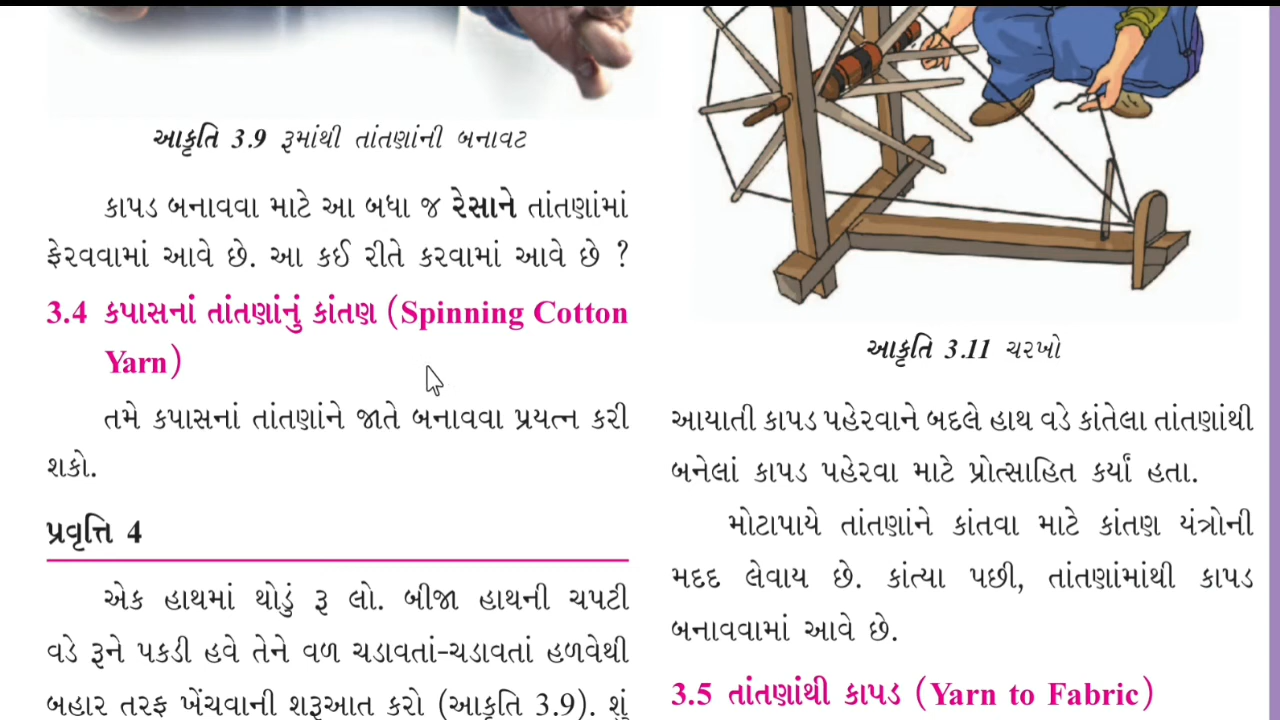 આકૃતિ 3.9 રૂમાંથી તાંતણાંની બનાવટ
કાપડ બનાવવા માટે આ બધા જ રેસાને તાંતણાંમાં
ફેરવવામાં આવે છે. આ કઈ રીતે કરવામાં આવે છે ?
3.4 કપાસનાં તાંતણાંનું કાંતણ (Spinning Cotton
Yarn)
તમે કપાસનાં તાંતણાંને જાતે બનાવવા પ્રયત્ન કરી
શકો.
પ્રવૃત્તિ 4
એક હાથમાં થોડું રૂ લો. બીજા હાથની ચપટી
વડે રૂને પકડી હવે તેને વળ ચડાવતાં-ચડાવતાં હળવેથી
બહાર તરફ ખેંચવાની શરૂઆત કરો (આકૃતિ 3.9). શું
આકૃતિ 3.11 ચરખો
આયાતી કાપડ પહેરવાને બદલે હાથ વડે કાંતેલા તાંતણાંથી
બનેલાં કાપડ પહેરવા માટે પ્રોત્સાહિત કર્યાં હતા.
મોટાપાયે તાંતણાંને કાંતવા માટે કાંતણ યંત્રોની
મદદ લેવાય છે. કાંત્યા પછી, તાંતણાંમાંથી કાપડ
બનાવવામાં આવે છે.
3.5 તાંતણાંથી કાપડ (Yarn to Fabric)